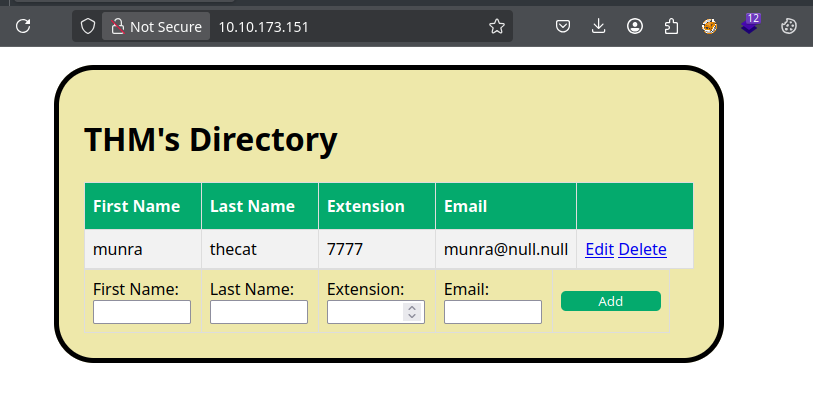 Not Secure 10.10.173.151 12
THM's Directory
First Name Last Name Extension Email
munra thecat 7777 munra@null.null Edit Delete
First Name: Last Name: Extension: Email:
Add